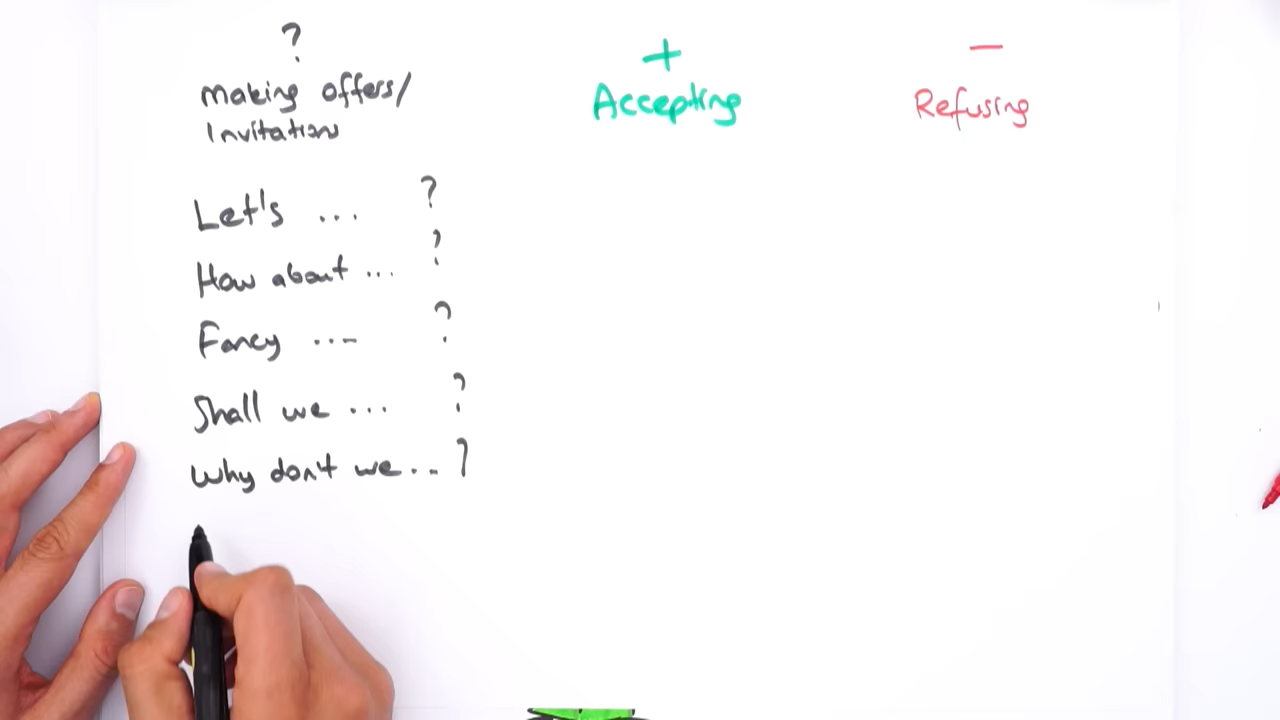 ?
Making offers/
Invitations
+
Accepting
−
Refusing
Let's ... ?
How about ... ?
Fancy .... ?
Shall we ... ?
Why don't we... ?